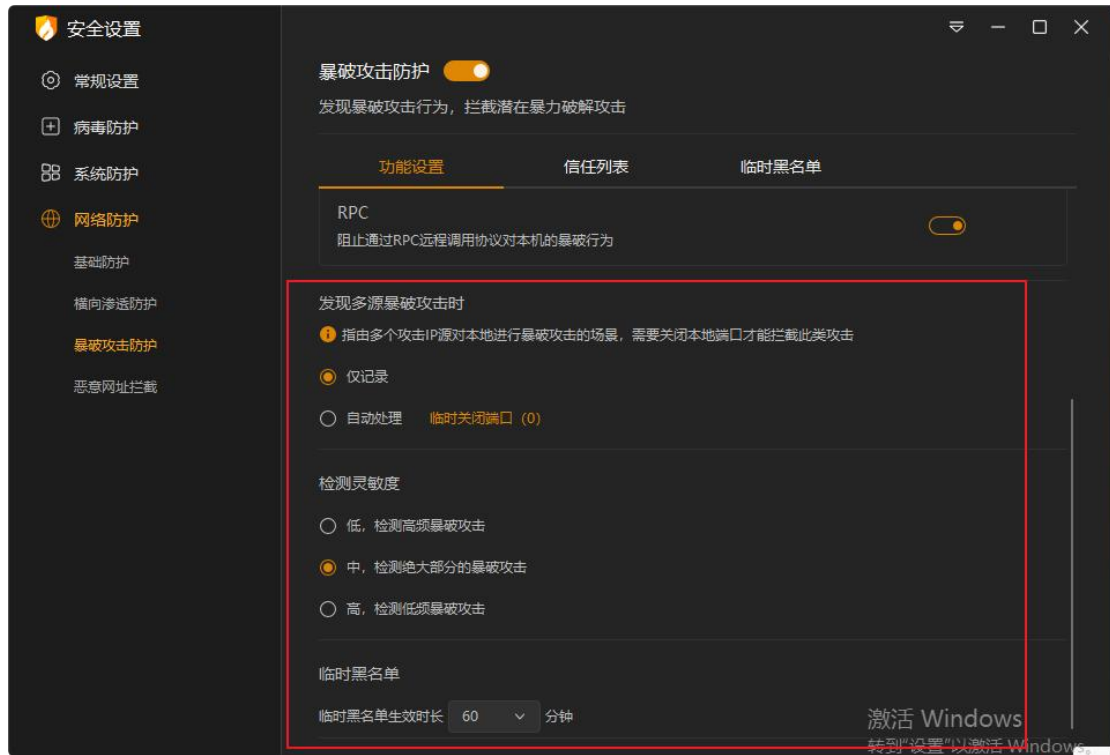 安全设置
常规设置
病毒防护
系统防护
网络防护
基础防护
横向渗透防护
暴破攻击防护
恶意网址拦截
暴破攻击防护
发现暴破攻击行为，拦截潜在暴力破解攻击
功能设置 信任列表 临时黑名单
RPC
阻止通过RPC远程调用协议对本机的暴破行为
发现多源暴破攻击时
指由多个攻击IP源对本地进行暴破攻击的场景，需要关闭本地端口才能拦截此类攻击
仅记录
自动处理 临时关闭端口（0）
检测灵敏度
低，检测高频暴破攻击
中，检测绝大部分的暴破攻击
高，检测低频暴破攻击
临时黑名单
临时黑名单生效时长 60 分钟
激活 Windows
转到"设置"以激活 Windows。